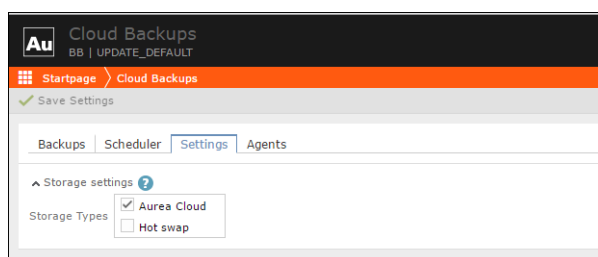 Au Cloud Backups
BB | UPDATE_DEFAULT
Startpage Cloud Backups
Save Settings
Backups Scheduler Settings Agents
Storage settings ?
Storage Types
Aurea Cloud
Hot swap